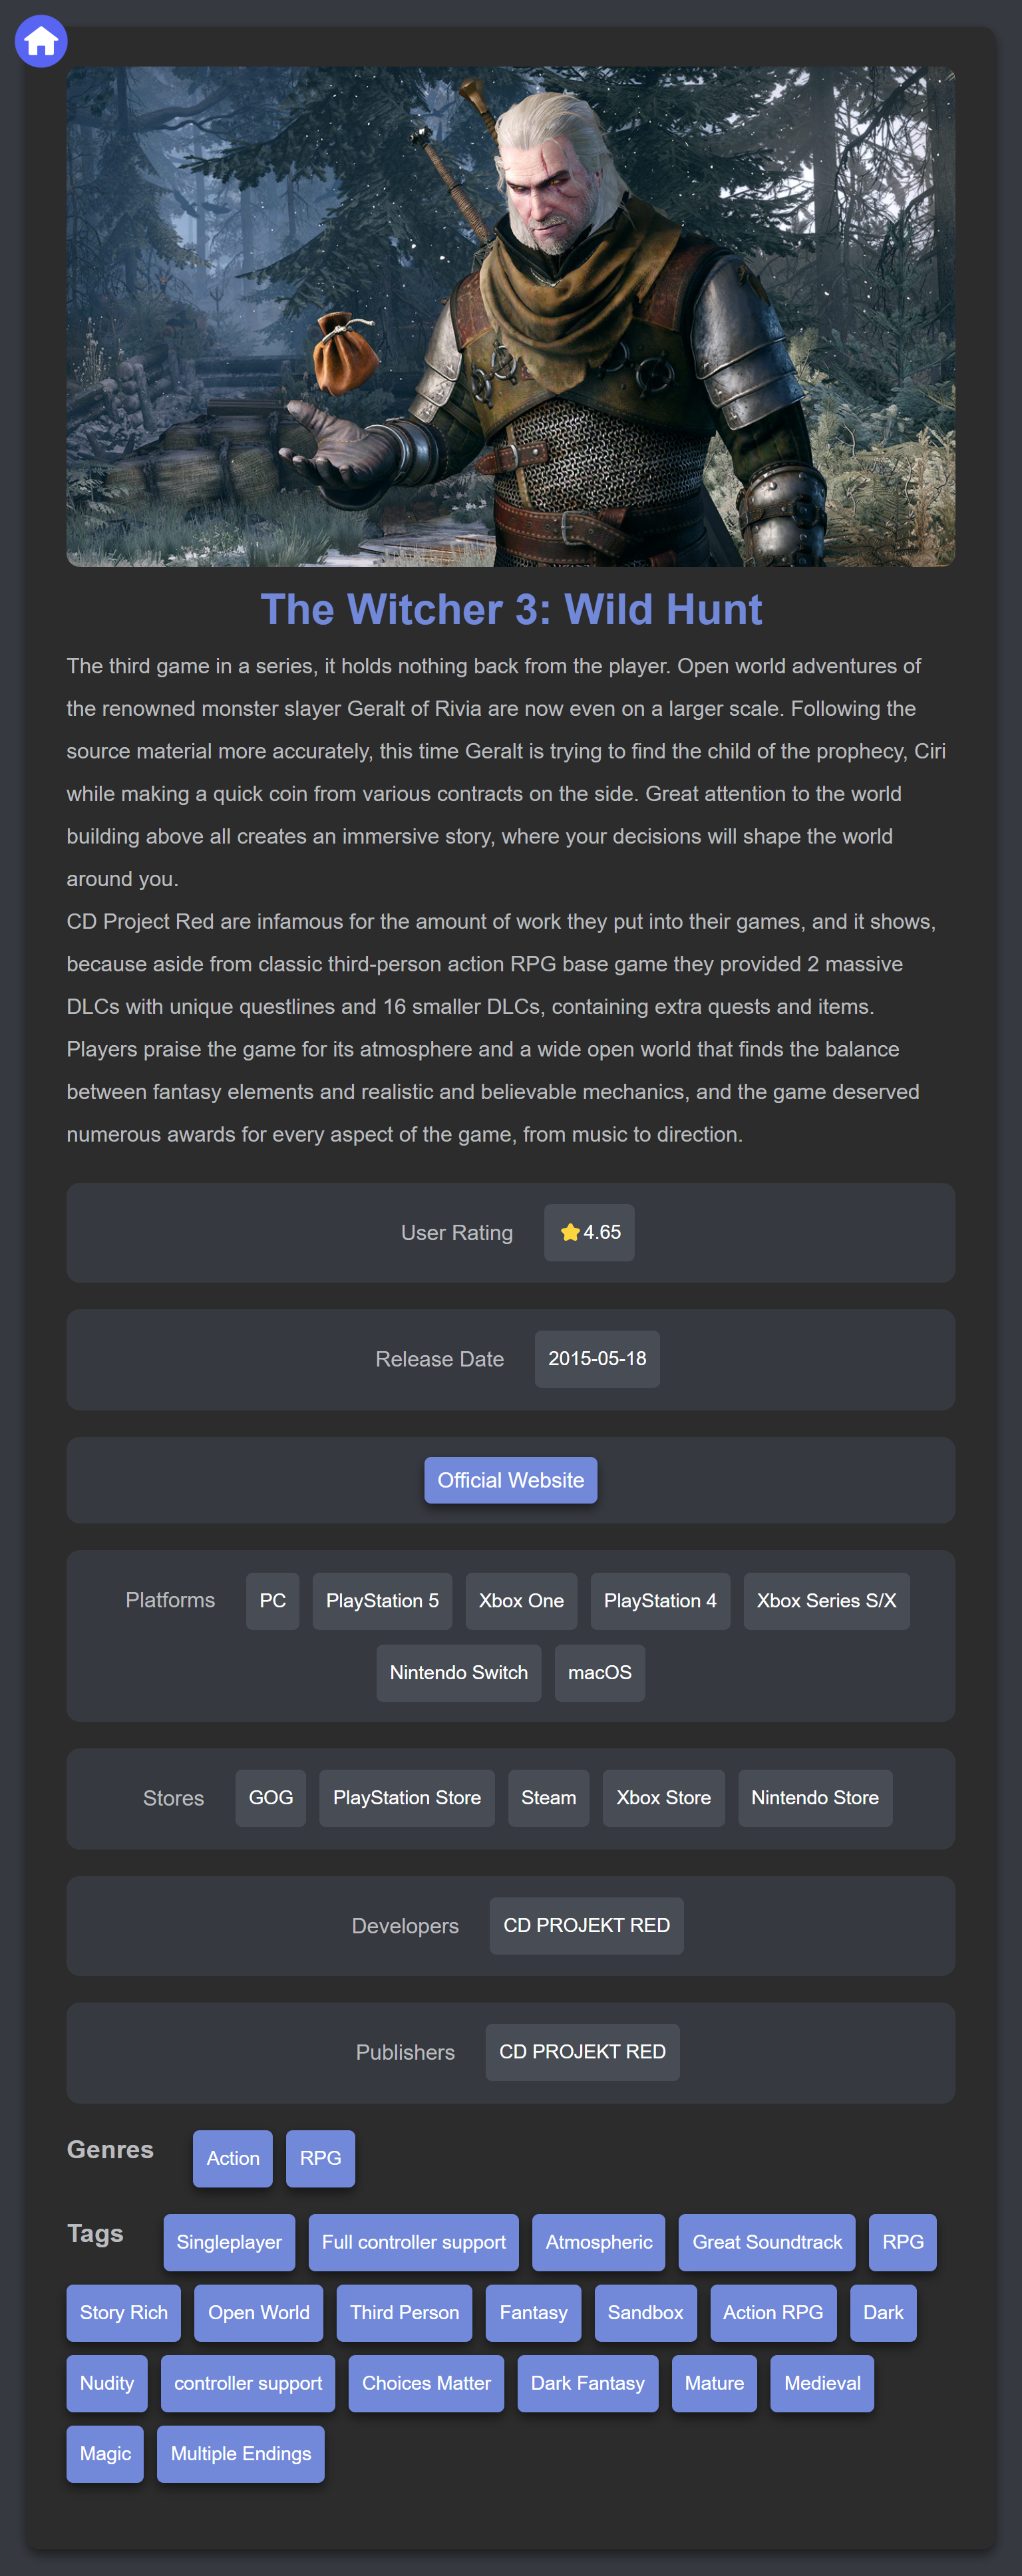 The Witcher 3: Wild Hunt
The third game in a series, it holds nothing back from the player. Open world adventures of
the renowned monster slayer Geralt of Rivia are now even on a larger scale. Following the
source material more accurately, this time Geralt is trying to find the child of the prophecy, Ciri
while making a quick coin from various contracts on the side. Great attention to the world
building above all creates an immersive story, where your decisions will shape the world
around you.
CD Project Red are infamous for the amount of work they put into their games, and it shows,
because aside from classic third-person action RPG base game they provided 2 massive
DLCs with unique questlines and 16 smaller DLCs, containing extra quests and items.
Players praise the game for its atmosphere and a wide open world that finds the balance
between fantasy elements and realistic and believable mechanics, and the game deserved
numerous awards for every aspect of the game, from music to direction.
User Rating 4.65
Release Date 2015-05-18
Official Website
Platforms PC PlayStation 5 Xbox One PlayStation 4 Xbox Series S/X
Nintendo Switch macOS
Stores GOG PlayStation Store Steam Xbox Store Nintendo Store
Developers CD PROJEKT RED
Publishers CD PROJEKT RED
Genres Action RPG
Tags Singleplayer Full controller support Atmospheric Great Soundtrack RPG
Story Rich Open World Third Person Fantasy Sandbox Action RPG Dark
Nudity controller support Choices Matter Dark Fantasy Mature Medieval
Magic Multiple Endings